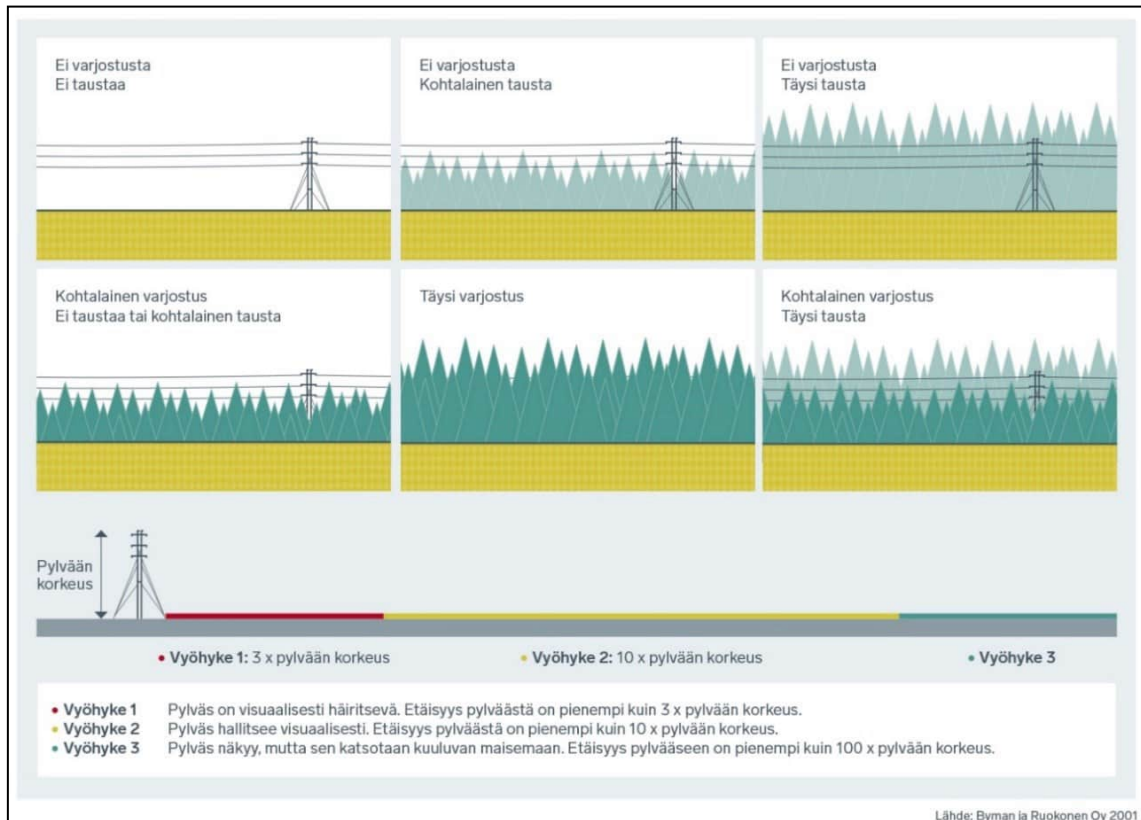 Ei varjostusta
Ei taustaa
Ei varjostusta
Kohtalainen tausta
Ei varjostusta
Täysi tausta
Kohtalainen varjostus
Ei taustaa tai kohtalainen tausta
Täysi varjostus
Kohtalainen varjostus
Täysi tausta
Pylvään
korkeus
• Vyöhyke 1: 3 x pylvään korkeus
• Vyöhyke 2: 10 x pylvään korkeus
• Vyöhyke 3
• Vyöhyke 1 Pylväs on visuaalisesti häiritsevä. Etäisyys pylväästä on pienempi kuin 3 x pylvään korkeus.
• Vyöhyke 2 Pylväs hallitsee visuaalisesti. Etäisyys pylväästä on pienempi kuin 10 x pylvään korkeus.
• Vyöhyke 3 Pylväs näkyy, mutta sen katsotaan kuuluvan maisemaan. Etäisyys pylvääseen on pienempi kuin 100 x pylvään korkeus.
Lähde: Byman ja Ruokonen Oy 2001